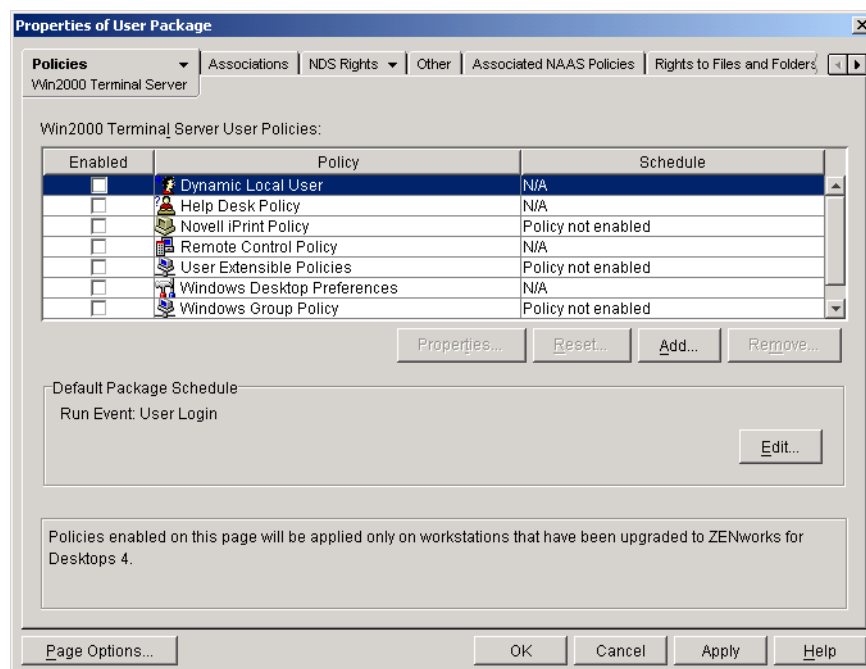 Properties of User Package
Policies
Win2000 Terminal Server
Associations
NDS Rights
Other
Associated NAAS Policies
Rights to Files and Folders
Win2000 Terminal Server User Policies:
Enabled Policy Schedule
Dynamic Local User N/A
Help Desk Policy N/A
Novell iPrint Policy Policy not enabled
Remote Control Policy N/A
User Extensible Policies Policy not enabled
Windows Desktop Preferences N/A
Windows Group Policy Policy not enabled
Properties... Reset... Add... Remove...
Default Package Schedule
Run Event: User Login
Edit...
Policies enabled on this page will be applied only on workstations that have been upgraded to ZENworks for
Desktops 4.
Page Options... OK Cancel Apply Help